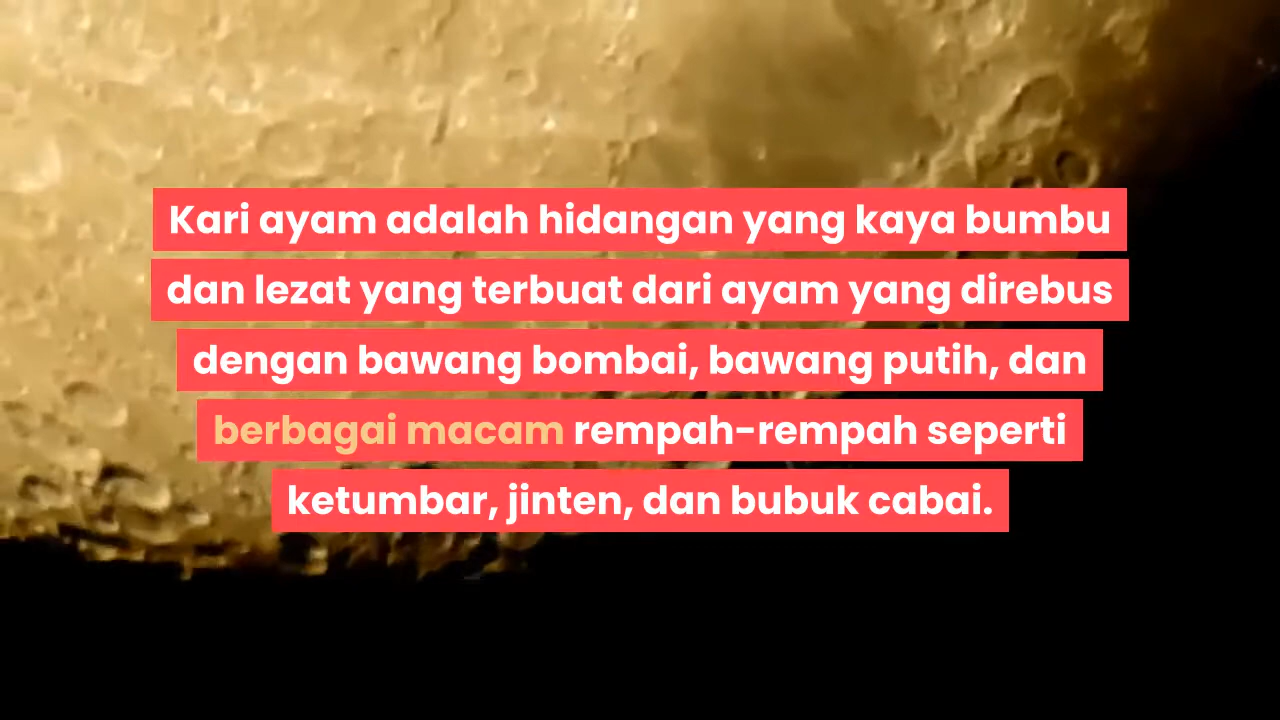 Kari ayam adalah hidangan yang kaya bumbu
dan lezat yang terbuat dari ayam yang direbus
dengan bawang bombai, bawang putih, dan
berbagai macam rempah-rempah seperti
ketumbar, jinten, dan bubuk cabai.